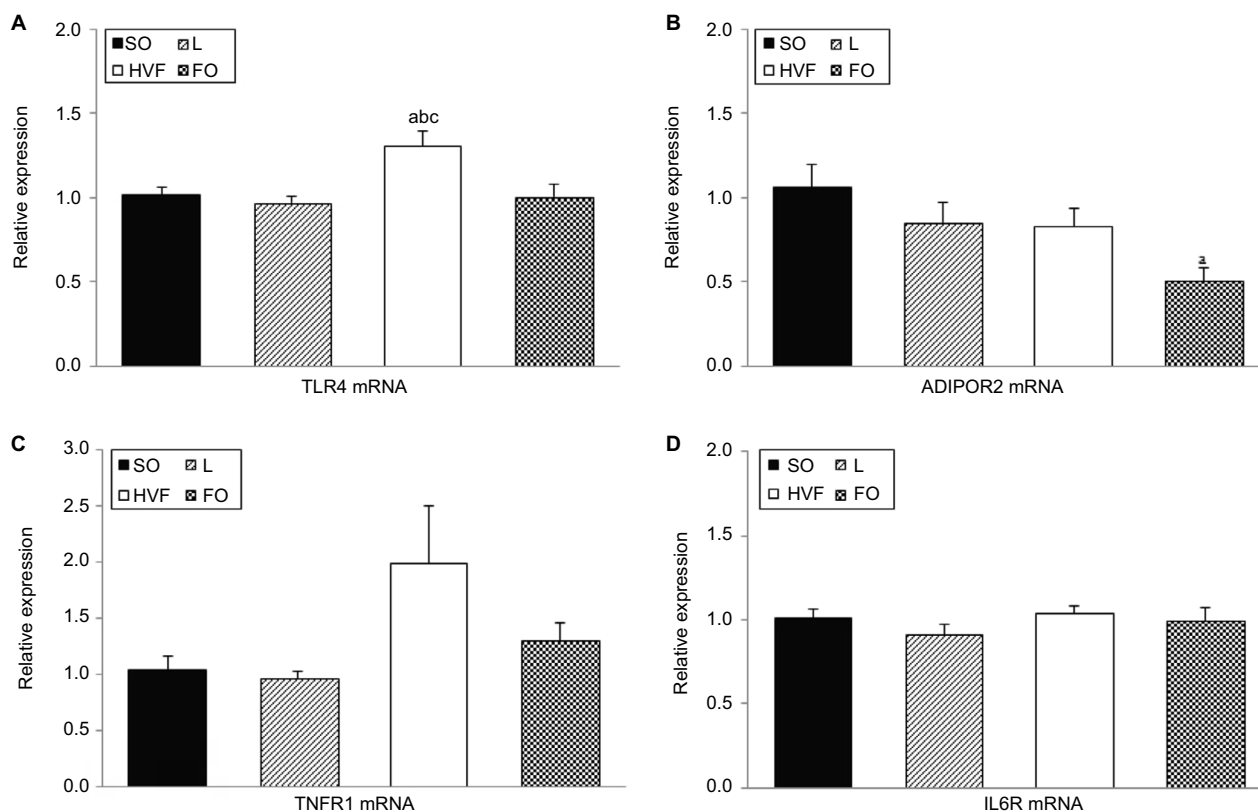 A
SO L
HVF FO
2.0
1.5
1.0
0.5
0.0
Relative expression
abc
TLR4 mRNA
B
SO L
HVF FO
2.0
1.5
1.0
0.5
0.0
Relative expression
a
ADIPOR2 mRNA
C
SO L
HVF FO
3.0
2.5
2.0
1.5
1.0
0.5
0.0
Relative expression
TNFR1 mRNA
D
SO L
HVF FO
2.0
1.5
1.0
0.5
0.0
Relative expression
IL6R mRNA